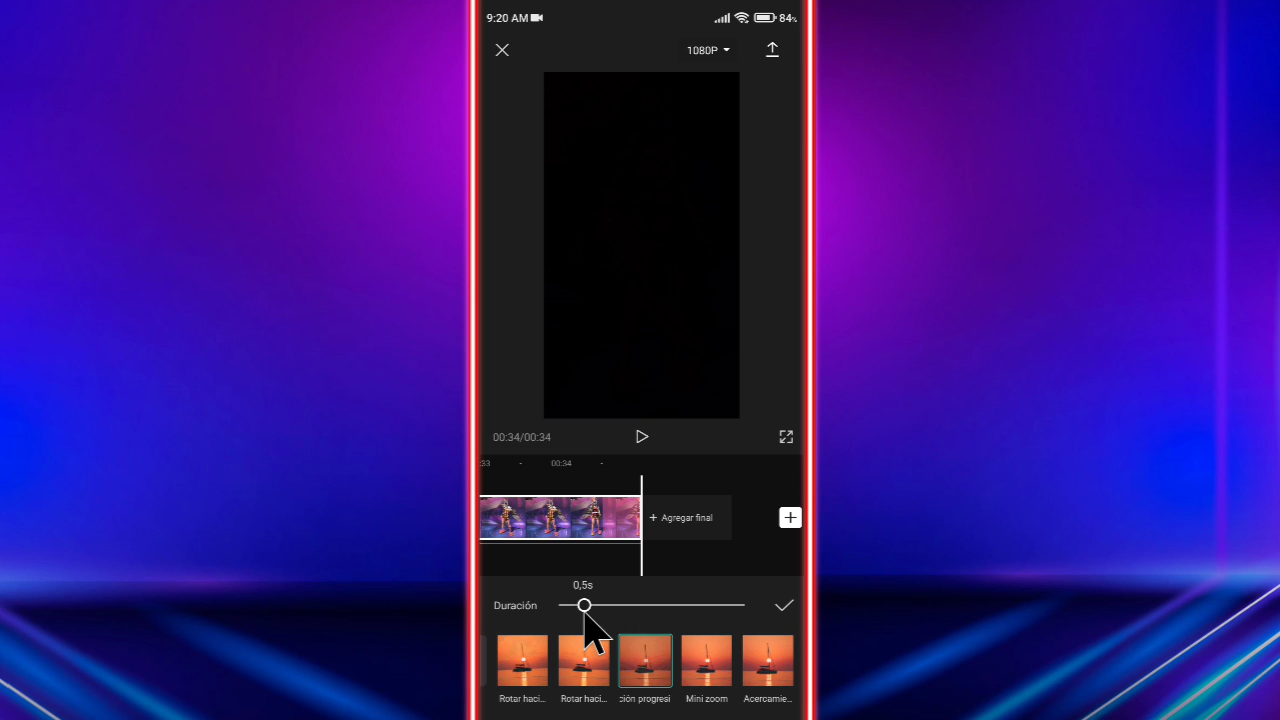 9:20 AM 84%
1080P
00:34/00:34
:33 00:34
+ Agregar final
0,5s
Duración
Rotar haci... Rotar haci... ción progresi Mini zoom Acercamie...